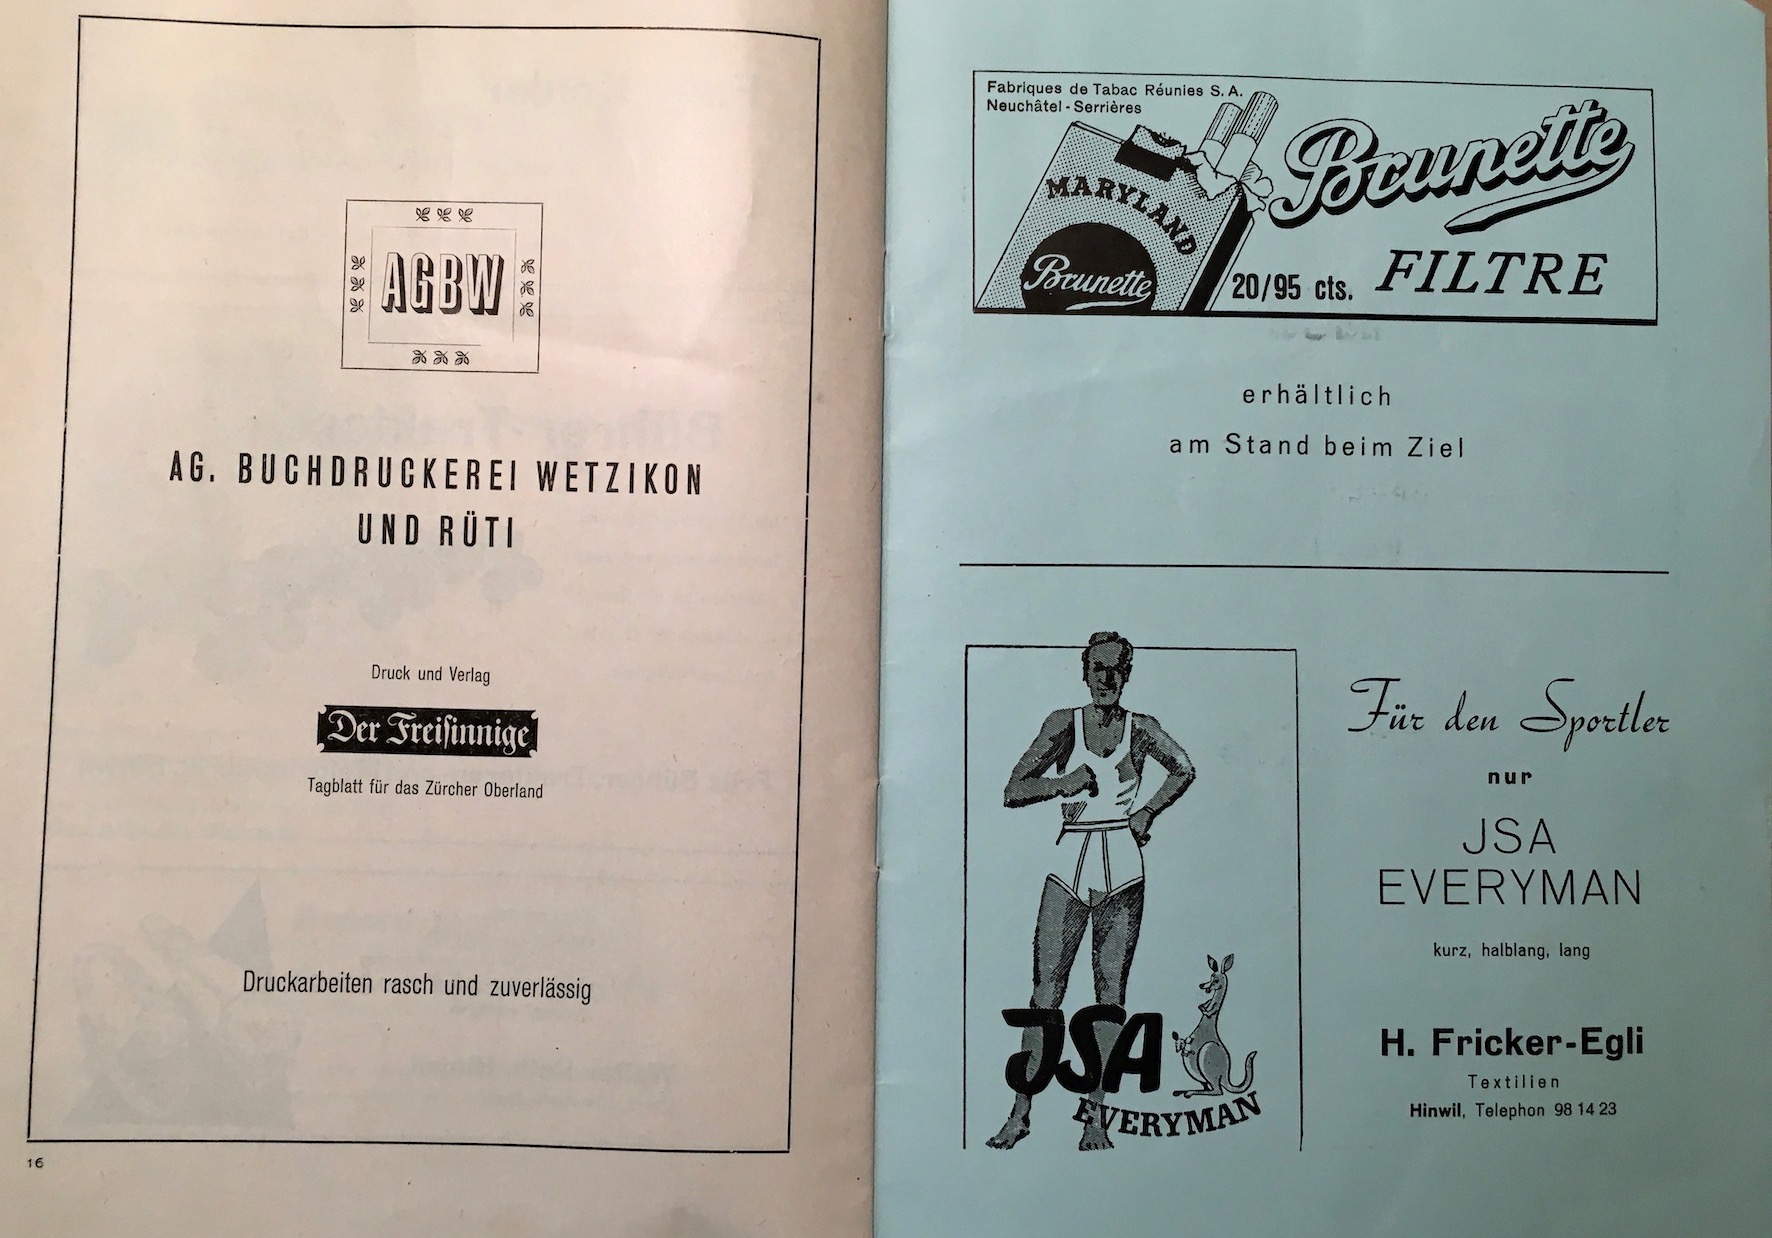 AGBW
AG. BUCHDRUCKEREI WETZIKON
UND RÜTI
Druck und Verlag
Der Freisinnige
Tagblatt für das Zürcher Oberland
Druckarbeiten rasch und zuverlässig
16
Fabriques de Tabac Réunies S. A.
Neuchâtel - Serrières
MARYLAND
Brunette
Brunette
20/95 cts. FILTRE
erhältlich
am Stand beim Ziel
JSA
EVERYMAN
Für den Sportler
nur
JSA
EVERYMAN
kurz, halblang, lang
H. Fricker-Egli
Textilien
Hinwil, Telephon 98 14 23